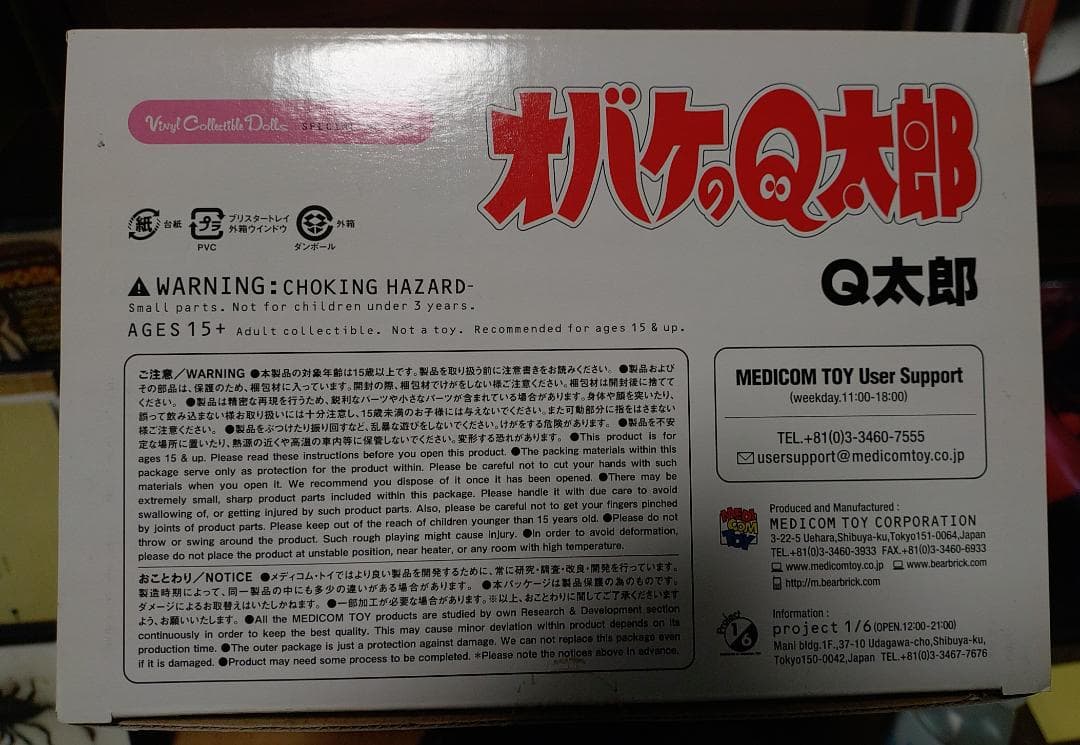 Vinyl Collectible Dolls SPECIAL
オバケのQ太郎
紙 台紙
プラ ブリスタートレイ
外箱ウインドウ
PVC
外箱
ダンボール
Q太郎
WARNING: CHOKING HAZARD-
Small parts. Not for children under 3 years.
AGES 15+ Adult collectible. Not a toy. Recommended for ages 15 & up.
ご注意／WARNING ●本製品の対象年齢は15歳以上です。製品を取り扱う前に注意書きをお読みください。 ●製品および
その部品は、保護のため、梱包材に入っています。開封の際、梱包材でけがをしない様ご注意ください。梱包材は開封後に捨てて
ください。 ●製品は精密な再現を行うため、鋭利なパーツや小さなパーツが含まれている場合があります。身体や顔を突いたり、
誤って飲み込まない様お取り扱いには十分注意し、15歳未満のお子様には与えないでください。また可動部分に指をはさまない
様ご注意ください。 ●製品をぶつけたり振り回すなど、乱暴な遊びをしないでください。けがをする危険があります。 ●製品を不安
定な場所に置いたり、熱源の近くや高温の車内等に保管しないでください。変形する恐れがあります。 ●This product is for
ages 15 & up. Please read these instructions before you open this product. ●The packing materials within this
package serve only as protection for the product within. Please be careful not to cut your hands with such
materials when you open it. We recommend you dispose of it once it has been opened. ●There may be
extremely small, sharp product parts included within this package. Please handle it with due care to avoid
swallowing of, or getting injured by such product parts. Also, please be careful not to get your fingers pinched
by joints of product parts. Please keep out of the reach of children younger than 15 years old. ●Please do not
throw or swing around the product. Such rough playing might cause injury. ●In order to avoid deformation,
please do not place the product at unstable position, near heater, or any room with high temperature.
おことわり／NOTICE ●メディコム・トイではより良い製品を開発するために、常に研究・調査・改良・開発を行っています。
製造時期によって、同一製品の中にも多少の違いがある場合があります。 ●本パッケージは製品保護の為のものです。
ダメージによるお取替えはいたしかねます。 ●一部加工が必要な場合があります。※以上、おことわりに関してご了承くださいます
よう、お願いいたします。 ●All the MEDICOM TOY products are studied by own Research & Development section
continuously in order to keep the best quality. This may cause minor deviation within product depends on its
production time. ●The outer package is just a protection against damage. We can not replace this package even
if it is damaged. ●Product may need some process to be completed. *Please note the notices above in advance.
MEDICOM TOY User Support
(weekday.11:00-18:00)
TEL.+81(0)3-3460-7555
usersupport@medicomtoy.co.jp
MEDI
COM
TOY
Produced and Manufactured :
MEDICOM TOY CORPORATION
3-22-5 Uehara,Shibuya-ku,Tokyo151-0064,Japan
TEL.+81(0)3-3460-3933 FAX.+81(0)3-3460-6933
www.medicomtoy.co.jp www.bearbrick.com
http://m.bearbrick.com
Project 1/6
Information :
project 1/6 (OPEN.12:00-21:00)
Mani bldg.1F.,37-10 Udagawa-cho,Shibuya-ku,
Tokyo150-0042,Japan TEL.+81(0)3-3467-7676